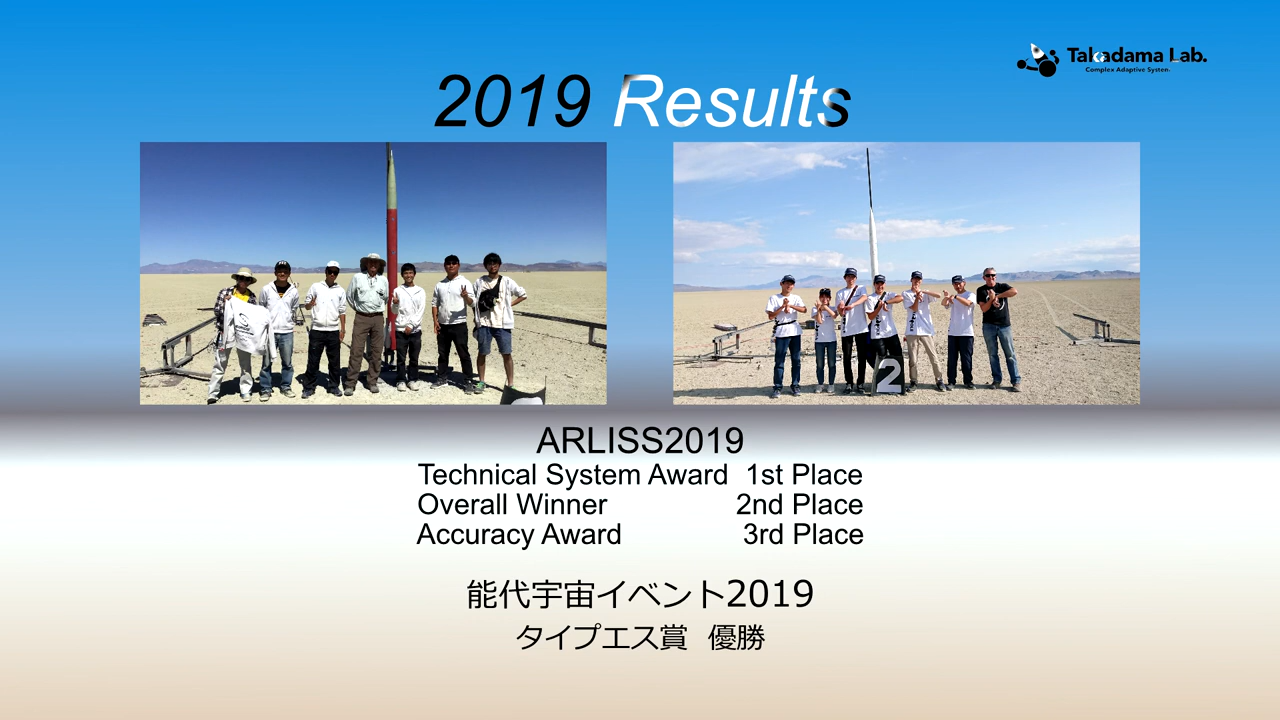 Takadama Lab.
Complex Adaptive System.
2019 Results
2
ARLISS2019
Technical System Award 1st Place
Overall Winner 2nd Place
Accuracy Award 3rd Place
能代宇宙イベント2019
タイプエス賞 優勝